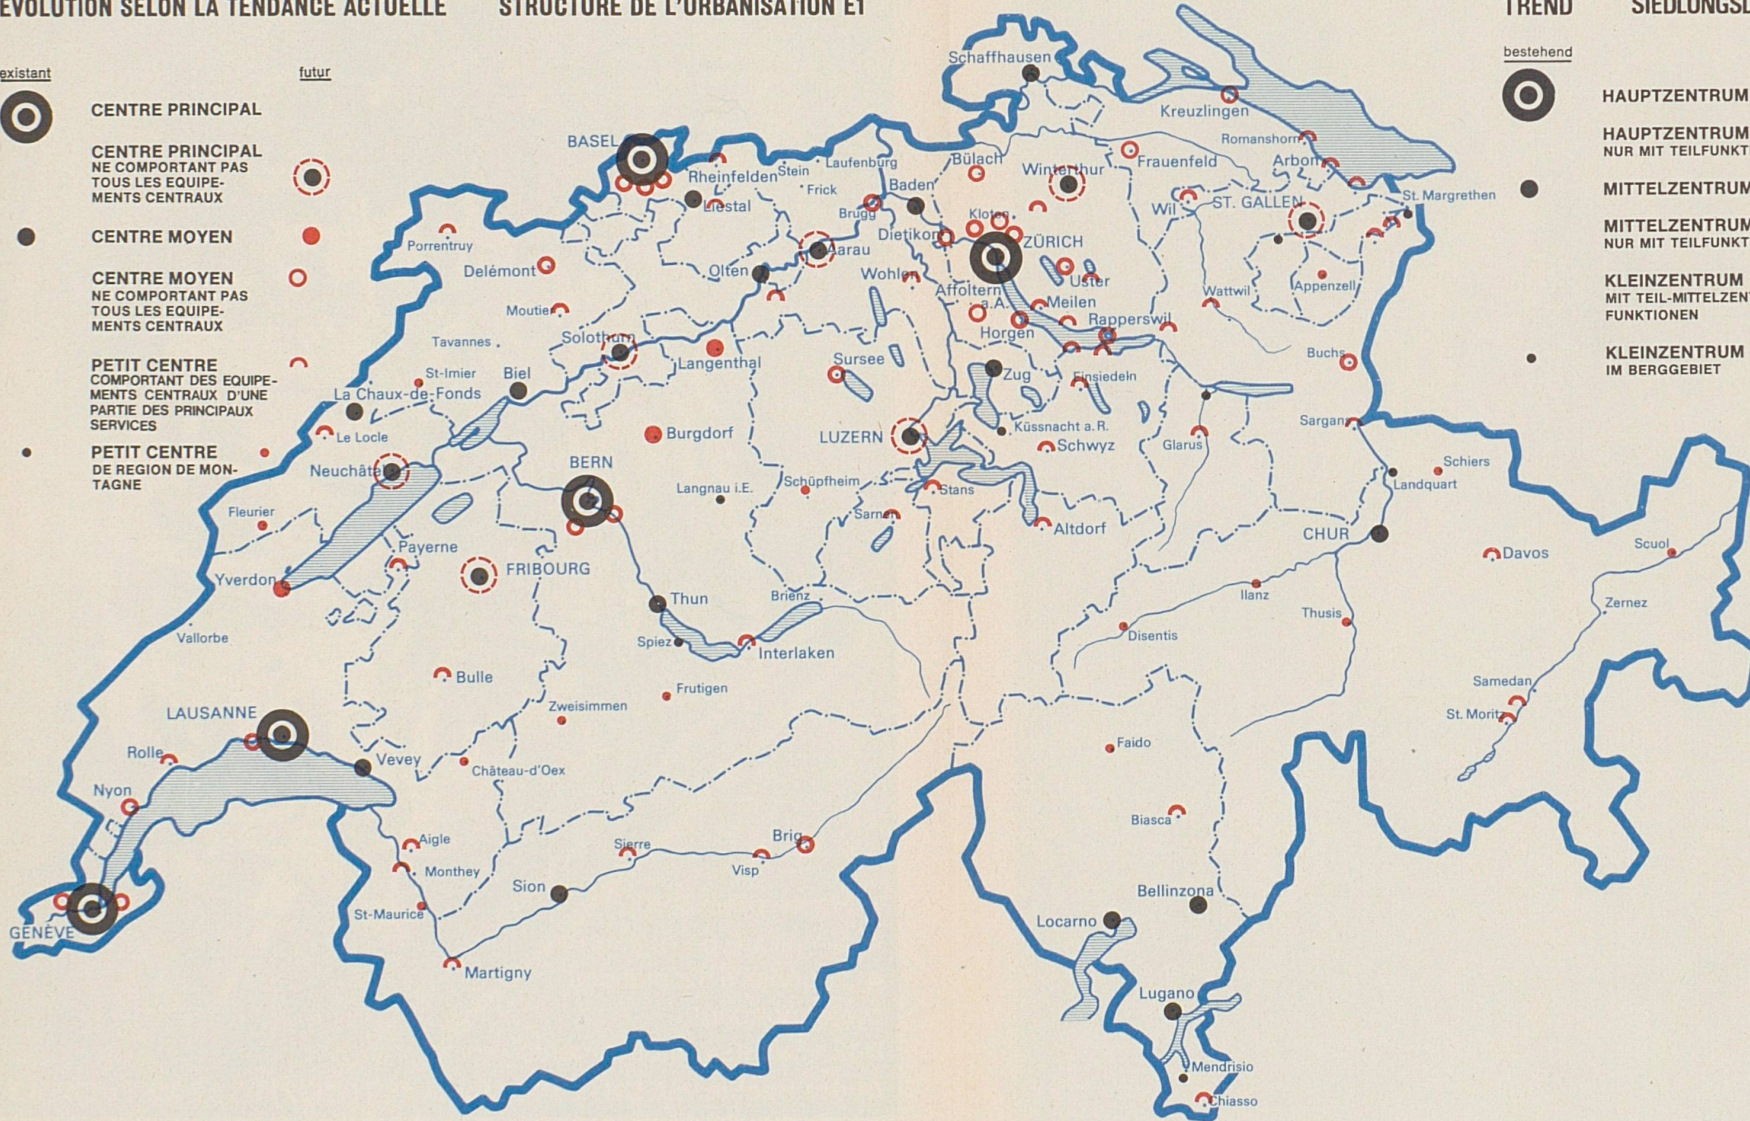 EVOLUTION SELON LA TENDANCE ACTUELLE STRUCTURE DE L'URBANISATION E1
TREND
existant
futur
CENTRE PRINCIPAL
CENTRE PRINCIPAL
NE COMPORTANT PAS
TOUS LES EQUIPE-
MENTS CENTRAUX
CENTRE MOYEN
CENTRE MOYEN
NE COMPORTANT PAS
TOUS LES EQUIPE-
MENTS CENTRAUX
PETIT CENTRE
COMPORTANT DES EQUIPE-
MENTS CENTRAUX D'UNE
PARTIE DES PRINCIPAUX
SERVICES
PETIT CENTRE
DE REGION DE MON-
TAGNE
bestehend
HAUPTZENTRUM
HAUPTZENTRUM
MITTELZENTRUM
MITTELZENTRUM
KLEINZENTRUM
FUNKTIONEN
KLEINZENTRUM
IM BERGGEBIET
Schaffhausen
Kreuzlingen
Romanshorn
BASEL
Rheinfelden
Stein
Laufenburg
Frick
Bülach
Winterthur
Frauenfeld
Arbon
St. Margrethen
Liestal
Baden
Brugg
Kloten
Wil
ST. GALLEN
Porrentruy
Dietikon
ZÜRICH
Delémont
Aarau
Olten
Wohlen
Uster
Affoltern
a.A.
Meilen
Wattwil
Appenzell
Moutier
Horgen
Rapperswil
Tavannes
Solothurn
Langenthal
Sursee
Zug
Einsiedeln
Buchs
St-Imier
Biel
La Chaux-de-Fonds
Le Locle
Burgdorf
LUZERN
Küssnacht a.R.
Schwyz
Glarus
Sargans
Neuchâtel
BERN
Langnau i.E.
Schüpfheim
Stans
Schiers
Landquart
Fleurier
Sarnen
Altdorf
CHUR
Davos
Scuol
Payerne
FRIBOURG
Yverdon
Thun
Brienz
Ilanz
Thusis
Zernez
Vallorbe
Spiez
Interlaken
Disentis
Bulle
Frutigen
Zweisimmen
Samedan
St. Moritz
LAUSANNE
Rolle
Vevey
Château-d'Oex
Faido
Nyon
Biasca
Aigle
Monthey
Sierre
Brig
Visp
Sion
St-Maurice
Bellinzona
Locarno
GENÈVE
Martigny
Lugano
Mendrisio
Chiasso